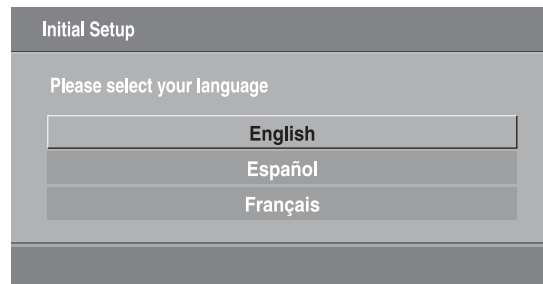 Initial Setup
Please select your language
English
Español
Français